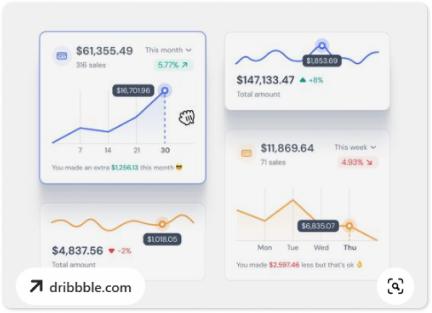 $61,355.49
This month
316 sales
5.77%
$16,701.96
7 14 21 30
You made an extra $1,256.13 this month
$1,853.69
$147,133.47 +8%
Total amount
$11,869.64
This week
71 sales
4.93%
$6,835.07
Mon Tue Wed Thu
You made $2,597.46 less but that's ok
$1,018.05
$4,837.56 -2%
Total amount
dribbble.com